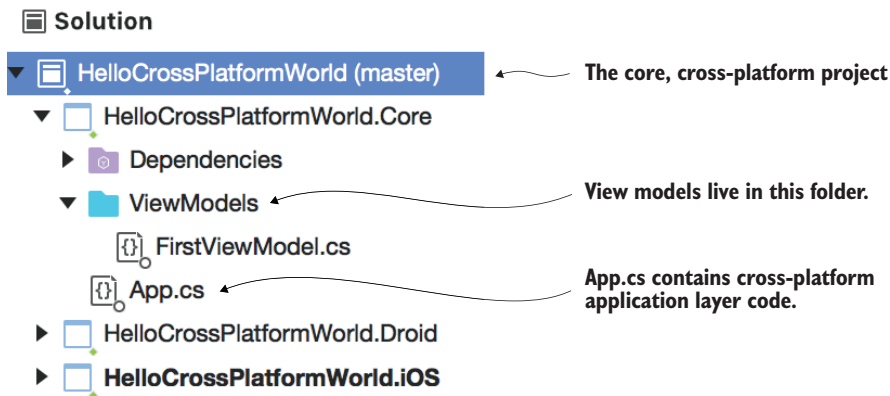 Solution
HelloCrossPlatformWorld (master)
The core, cross-platform project
HelloCrossPlatformWorld.Core
Dependencies
ViewModels
View models live in this folder.
{} FirstViewModel.cs
{} App.cs
App.cs contains cross-platform
application layer code.
HelloCrossPlatformWorld.Droid
HelloCrossPlatformWorld.iOS